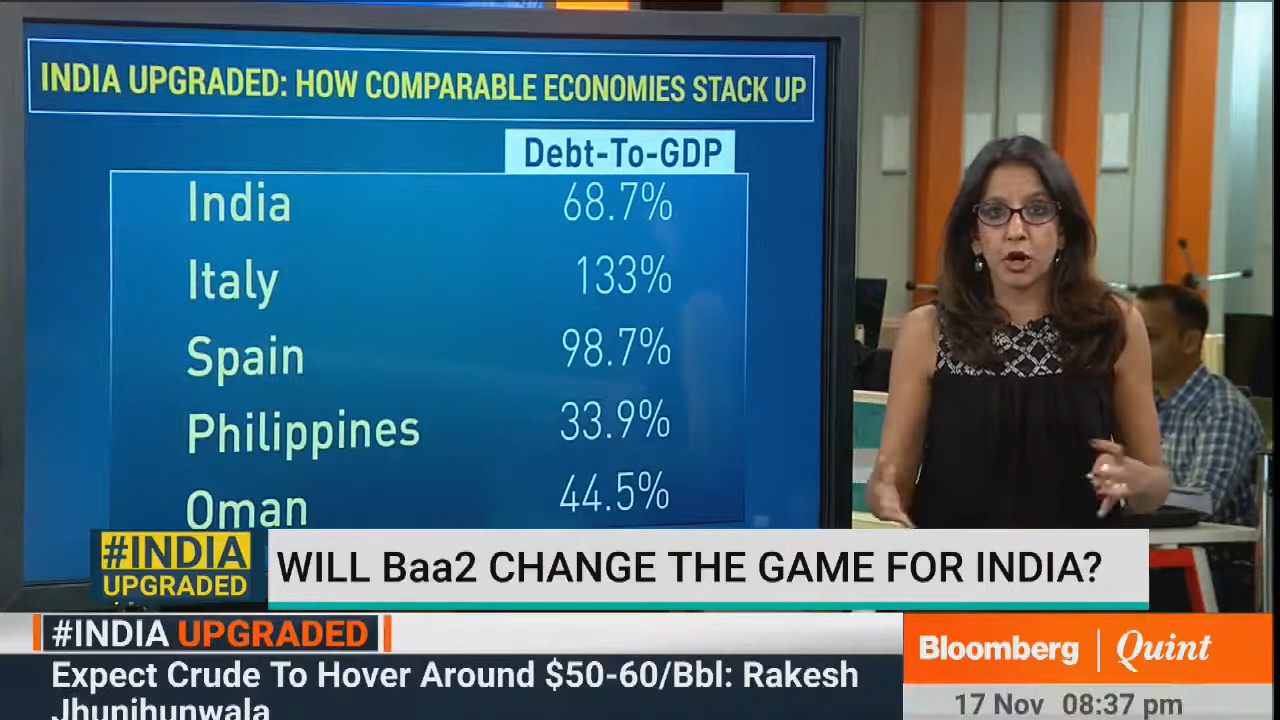 INDIA UPGRADED: HOW COMPARABLE ECONOMIES STACK UP
Debt-To-GDP
India 68.7%
Italy 133%
Spain 98.7%
Philippines 33.9%
Oman 44.5%
#INDIA
UPGRADED
WILL Baa2 CHANGE THE GAME FOR INDIA?
#INDIA UPGRADED
Expect Crude To Hover Around $50-60/Bbl: Rakesh
Jhunjhunwala
Bloomberg | Quint
17 Nov 08:37 pm